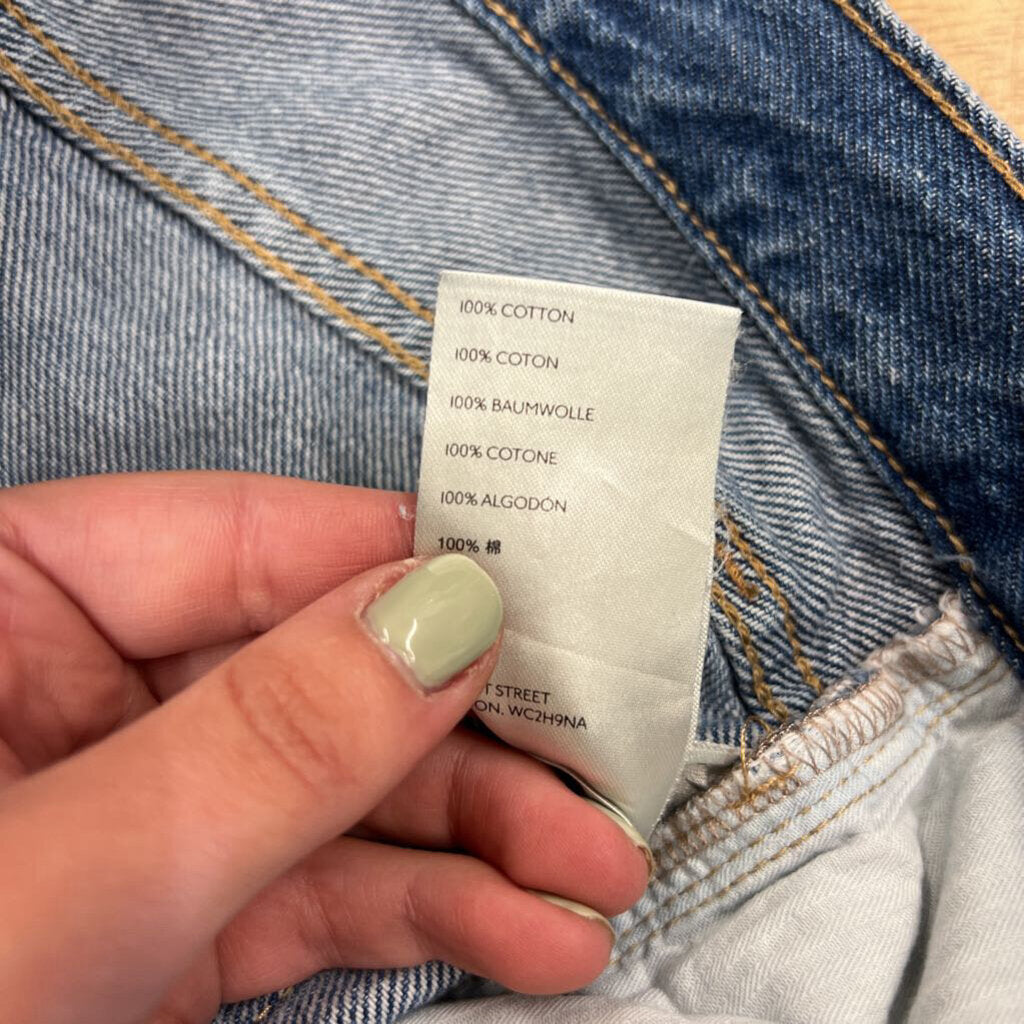 100% COTTON
100% COTON
100% BAUMWOLLE
100% COTONE
100% ALGODÓN
100% 棉
T STREET
ON. WC2H9NA